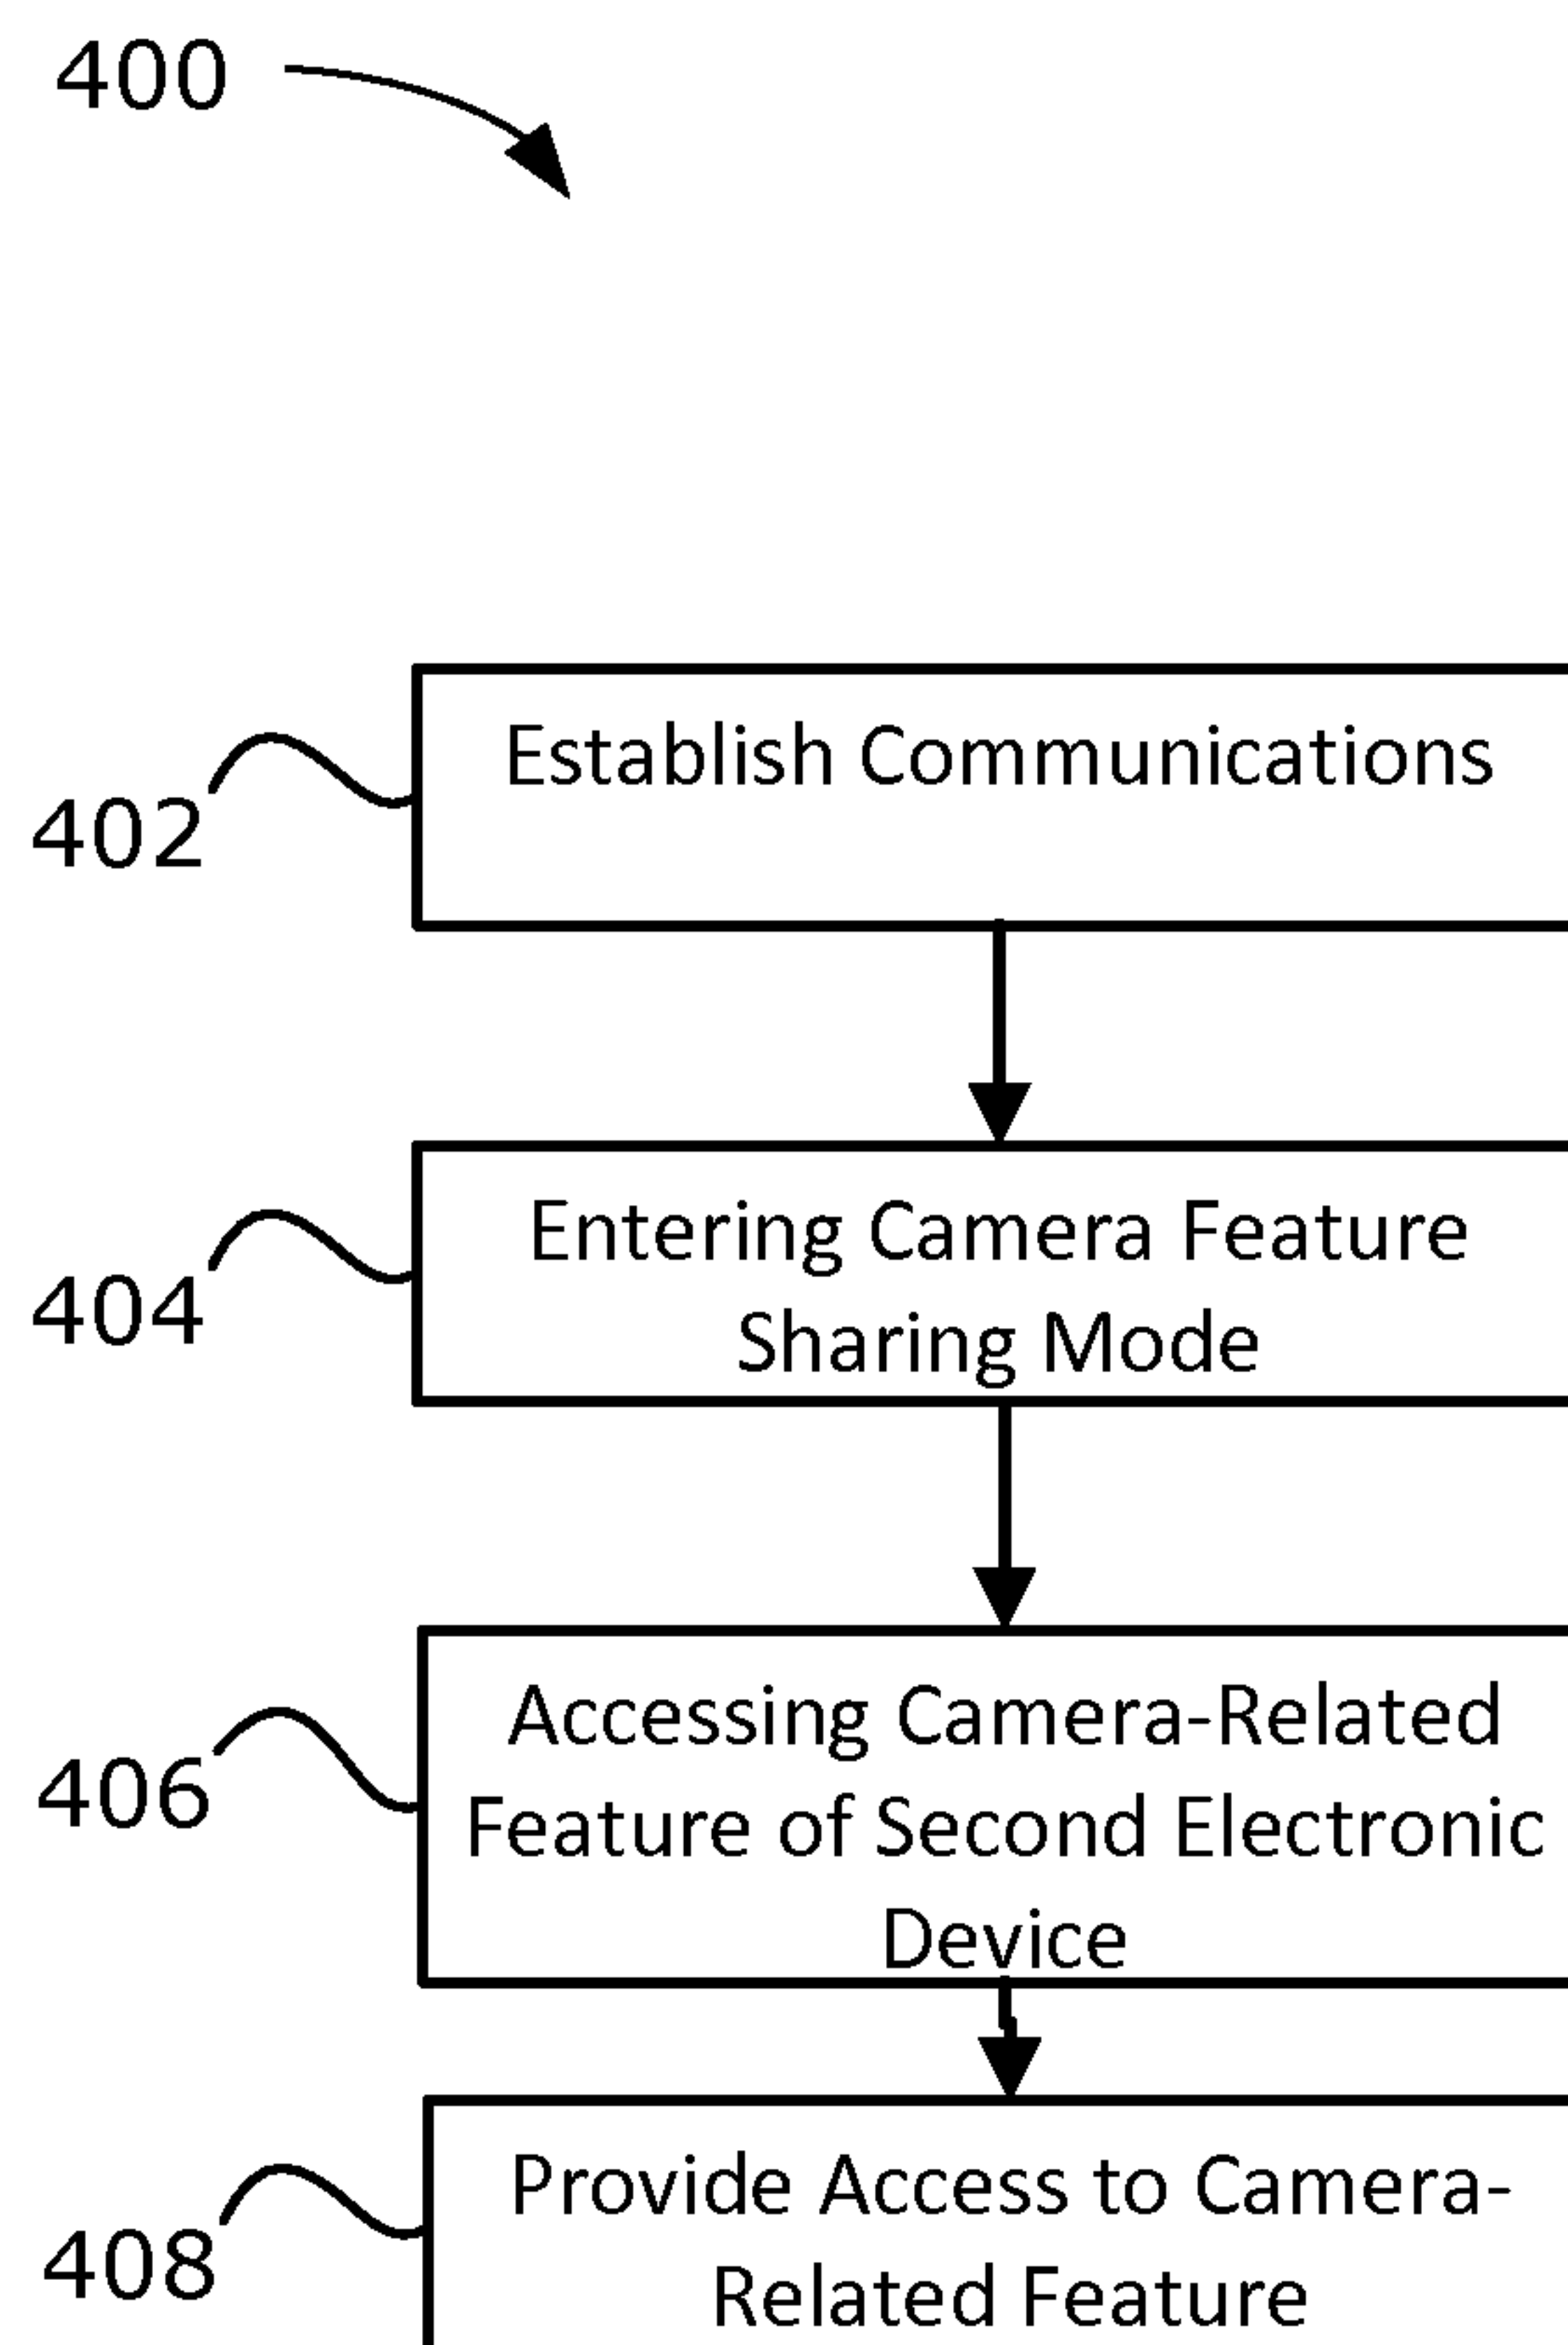 400
402
Establish Communications
404
Entering Camera Feature
Sharing Mode
406
Accessing Camera-Related
Feature of Second Electronic
Device
408
Provide Access to Camera-
Related Feature